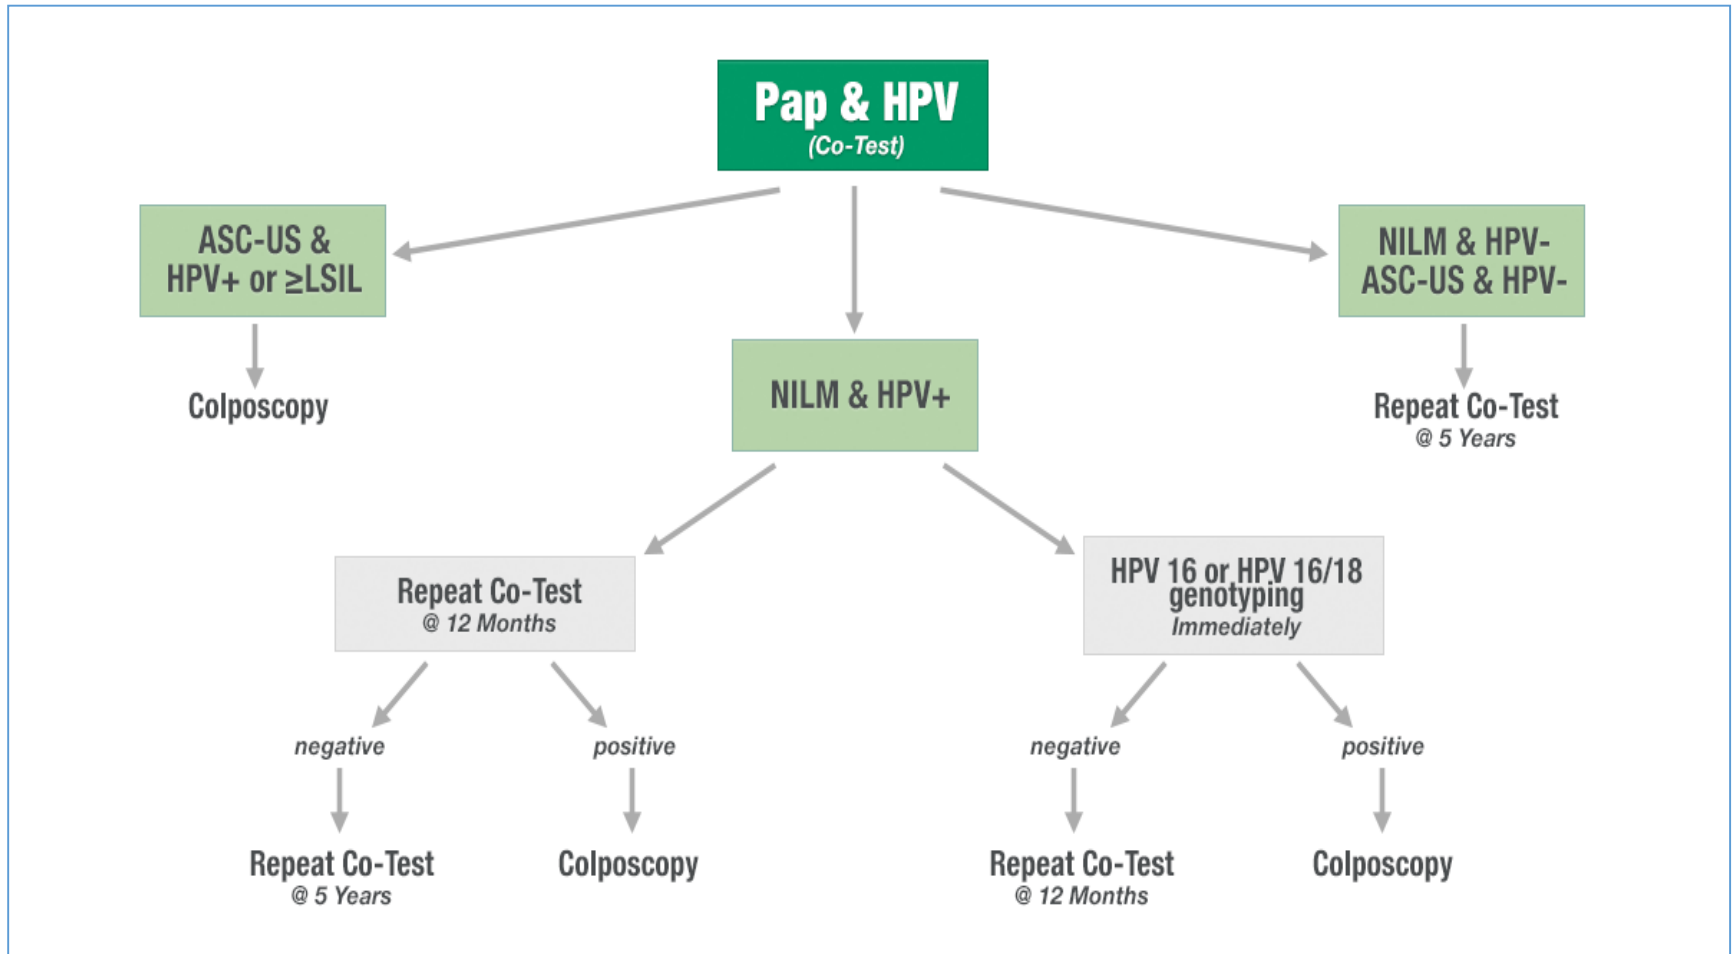 Pap & HPV
(Co-Test)
ASC-US &
HPV+ or ≥LSIL
NILM & HPV-
ASC-US & HPV-
Colposcopy
NILM & HPV+
Repeat Co-Test
@ 5 Years
Repeat Co-Test
@ 12 Months
HPV 16 or HPV 16/18
genotyping
Immediately
negative
positive
negative
positive
Repeat Co-Test
@ 5 Years
Colposcopy
Repeat Co-Test
@ 12 Months
Colposcopy